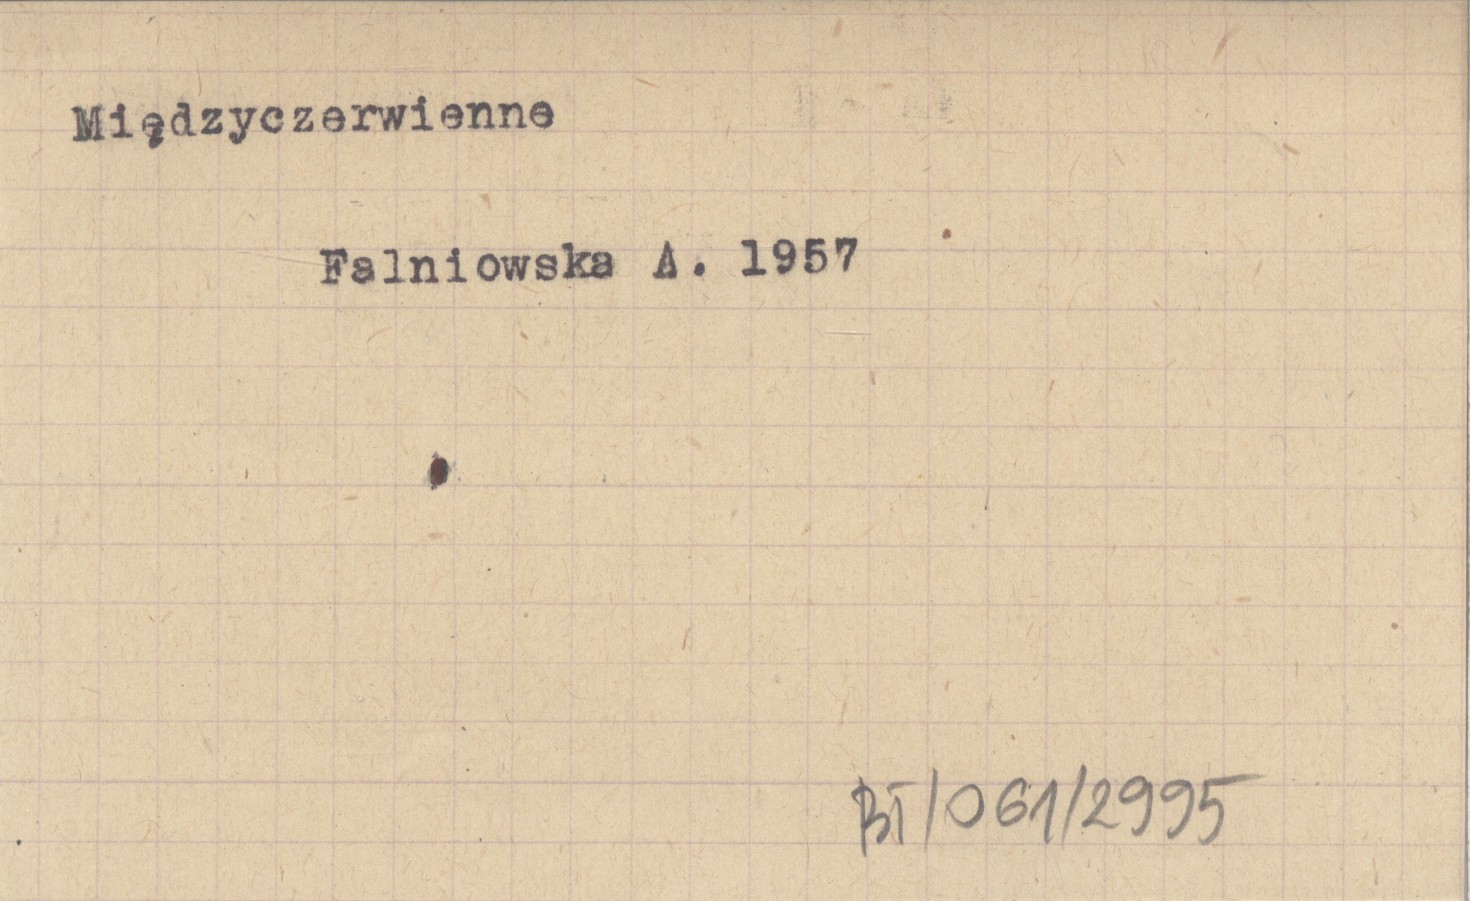 Międzyczerwienne
Falniowska A. 1957
BT/061/2995